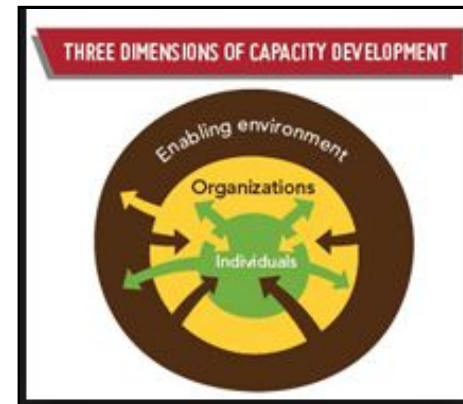 THREE DIMENSIONS OF CAPACITY DEVELOPMENT
Enabling environment
Organizations
Individuals